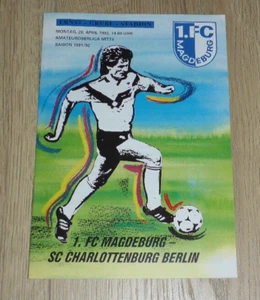 ERNST - GRUBE - STADION
MONTAG, 20. APRIL 1992, 14.00 UHR
AMATEUROBERLIGA MITTE
SAISON 1991/92
1.FC
MAGDEBURG
1. FC MAGDEBURG –
SC CHARLOTTENBURG BERLIN